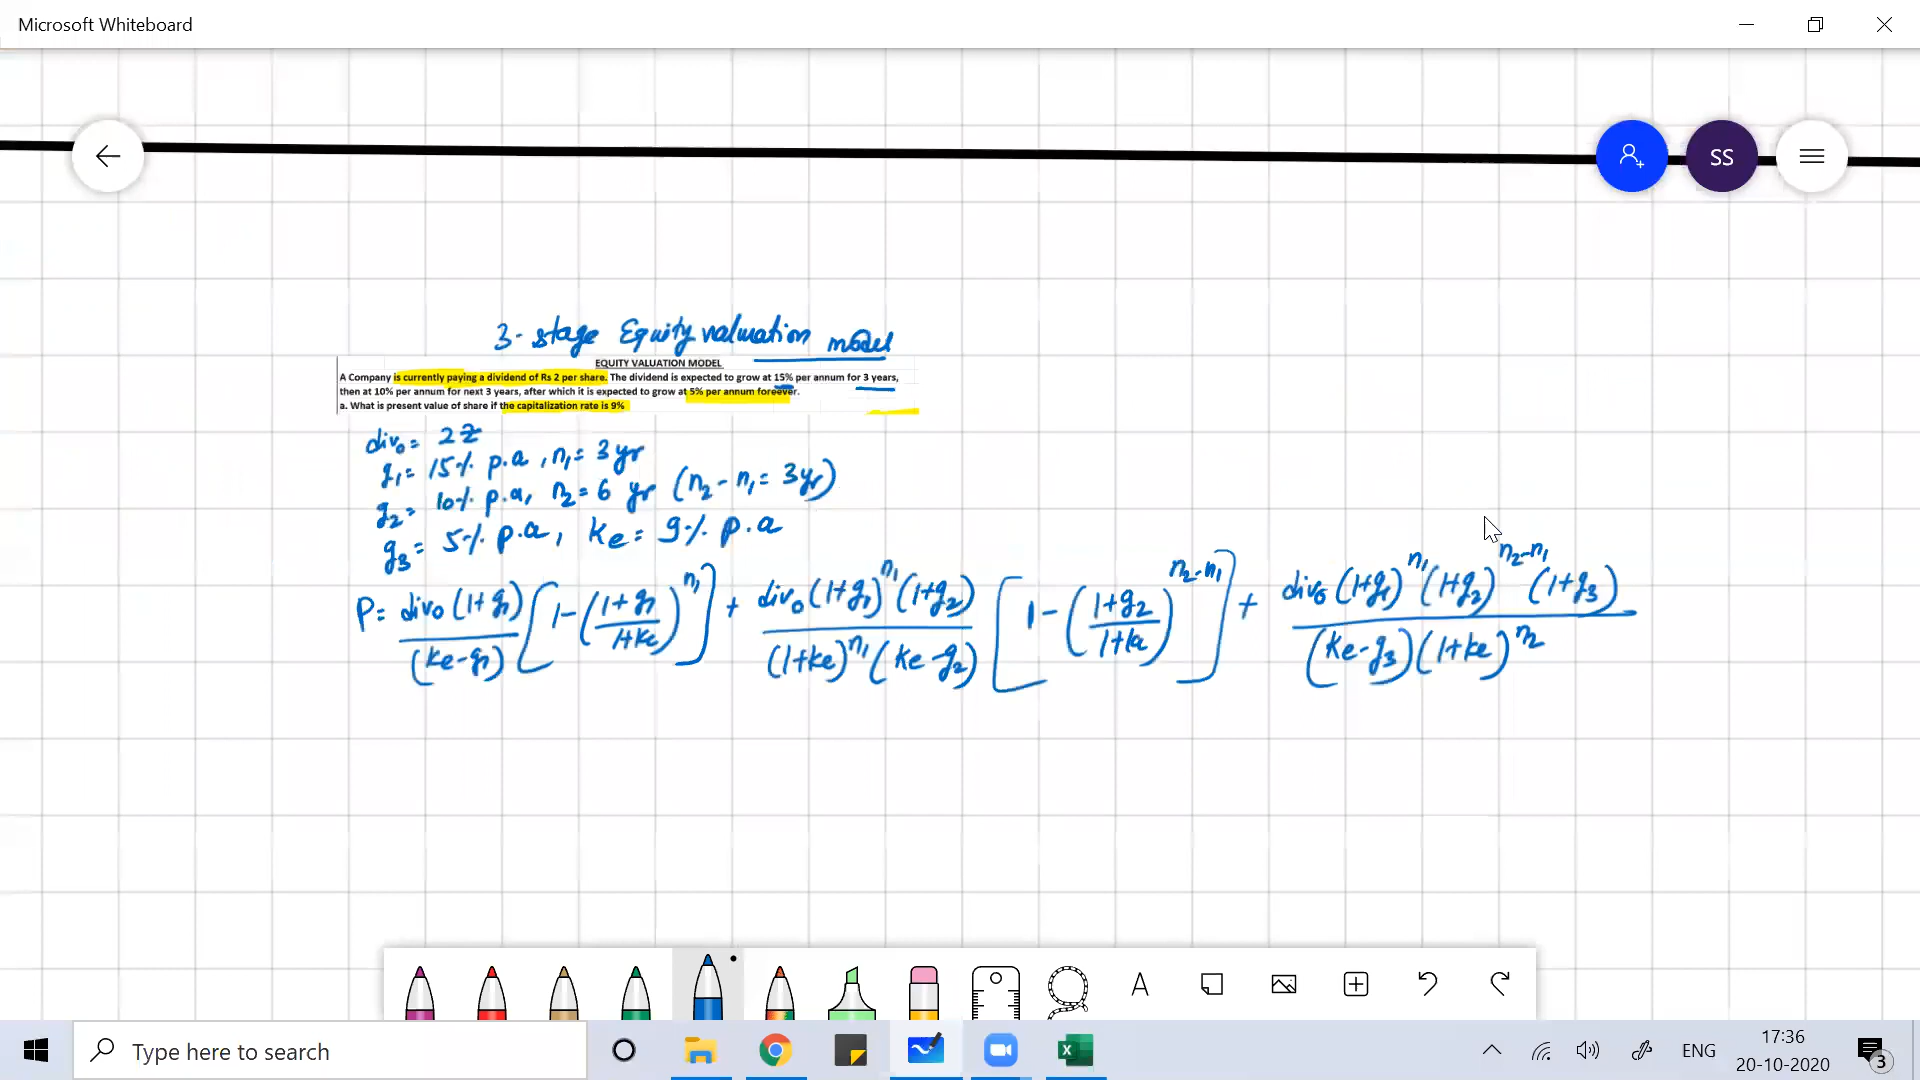 Microsoft Whiteboard
SS
3-stage Equity valuation model
EQUITY VALUATION MODEL
A Company is currently paying a dividend of Rs 2 per share. The dividend is expected to grow at 15% per annum for 3 years,
then at 10% per annum for next 3 years, after which it is expected to grow at 5% per annum foreever.
a. What is present value of share if the capitalization rate is 9%
div₀ = 2
g₁ = 15% p.a, n₁ = 3 yr
g₂ = 10% p.a, n₂ = 6 yr (n₂ - n₁ = 3 yr)
g₃ = 5% p.a, ke = 9% p.a
P = div₀(1+g₁)/(ke-g₁) [1-((1+g₁)/(1+ke))^n₁] + div₀(1+g₁)^n₁(1+g₂)/((1+ke)^n₁(ke-g₂)) [1-((1+g₂)/(1+ke))^(n₂-n₁)] + div₀(1+g₁)^n₁(1+g₂)^(n₂-n₁)(1+g₃)/((ke-g₃)(1+ke)^n₂)
A
Type here to search
ENG
17:36
20-10-2020
3